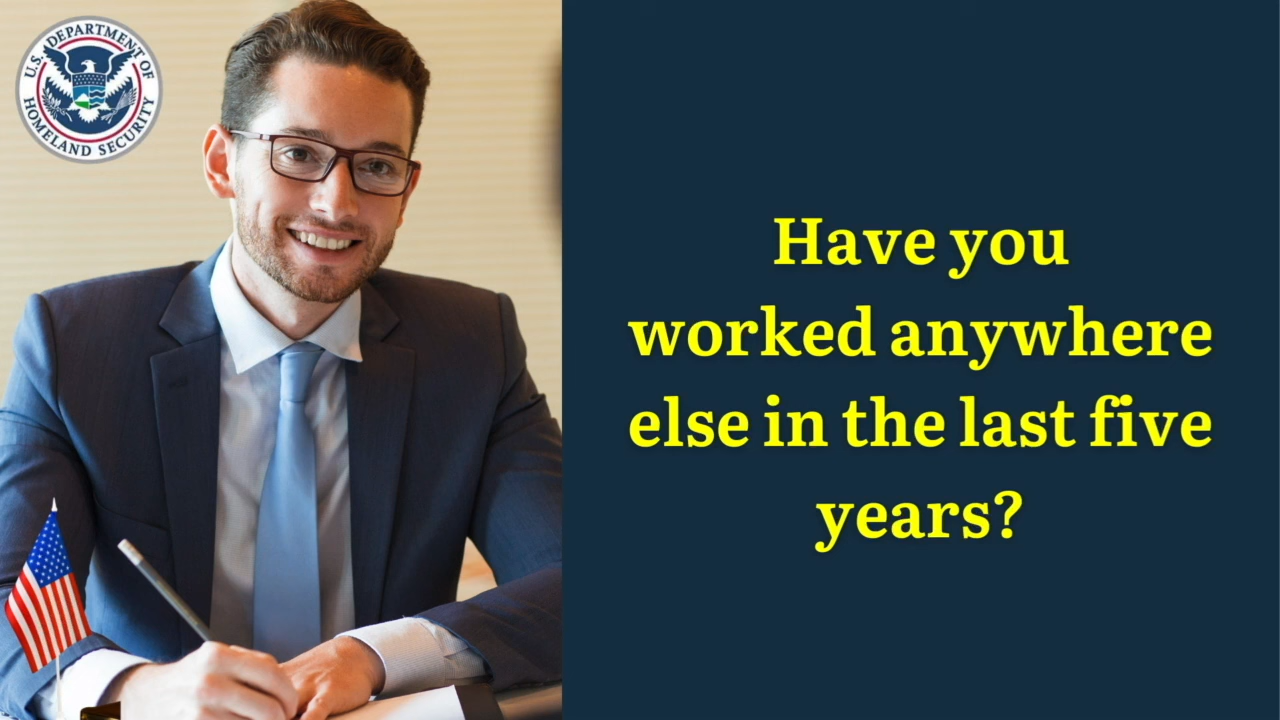 U.S. DEPARTMENT OF
HOMELAND SECURITY
Have you
worked anywhere
else in the last five
years?